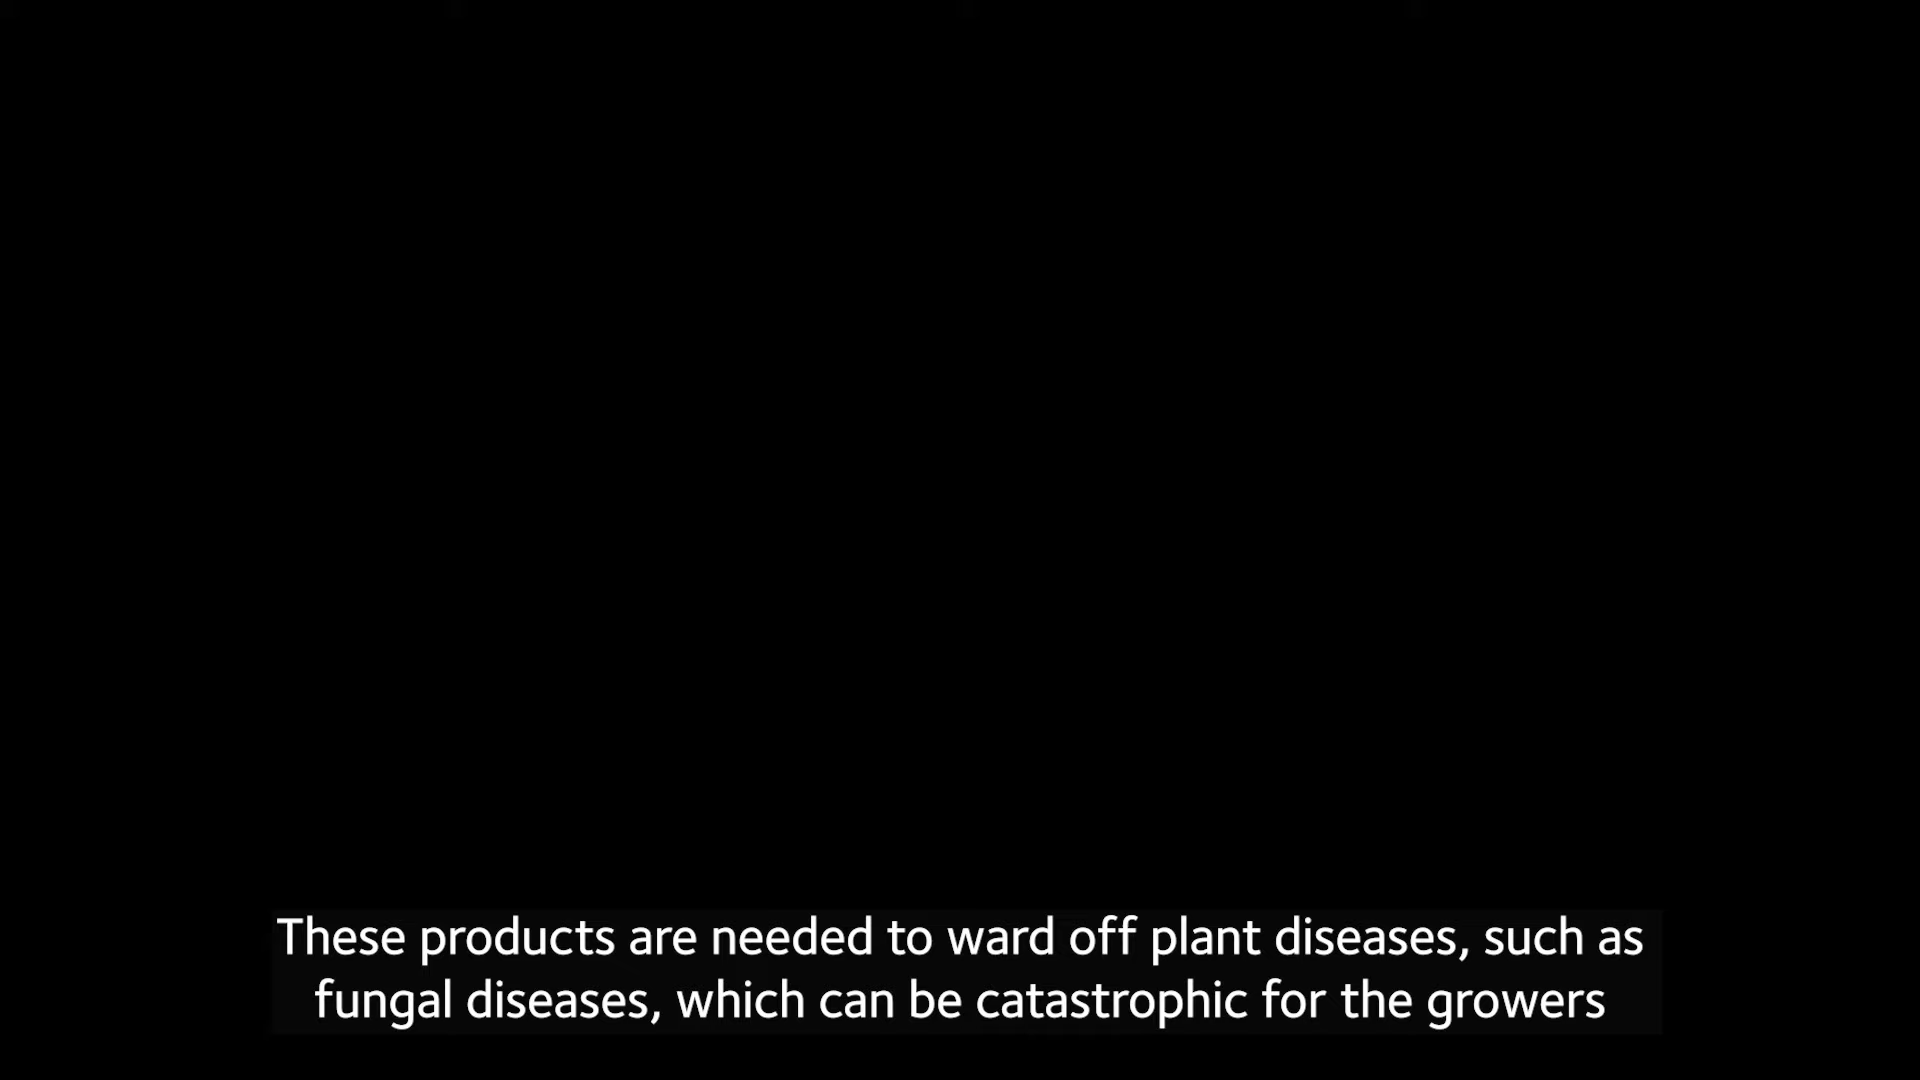 These products are needed to ward off plant diseases, such as
fungal diseases, which can be catastrophic for the growers